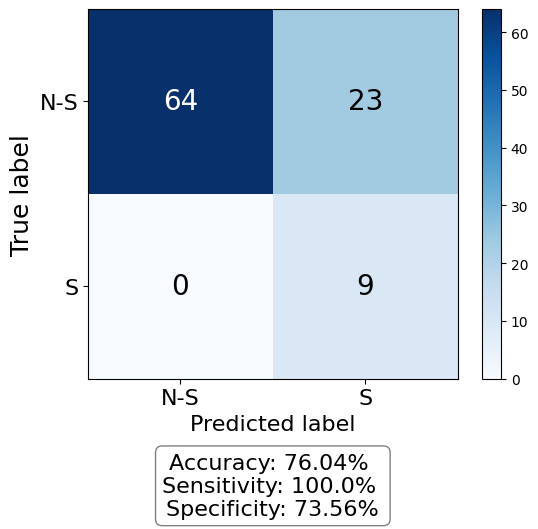 60
N-S
64
23
50
40
True label
30
20
S
0
9
10
0
N-S
S
Predicted label
Accuracy: 76.04%
Sensitivity: 100.0%
Specificity: 73.56%